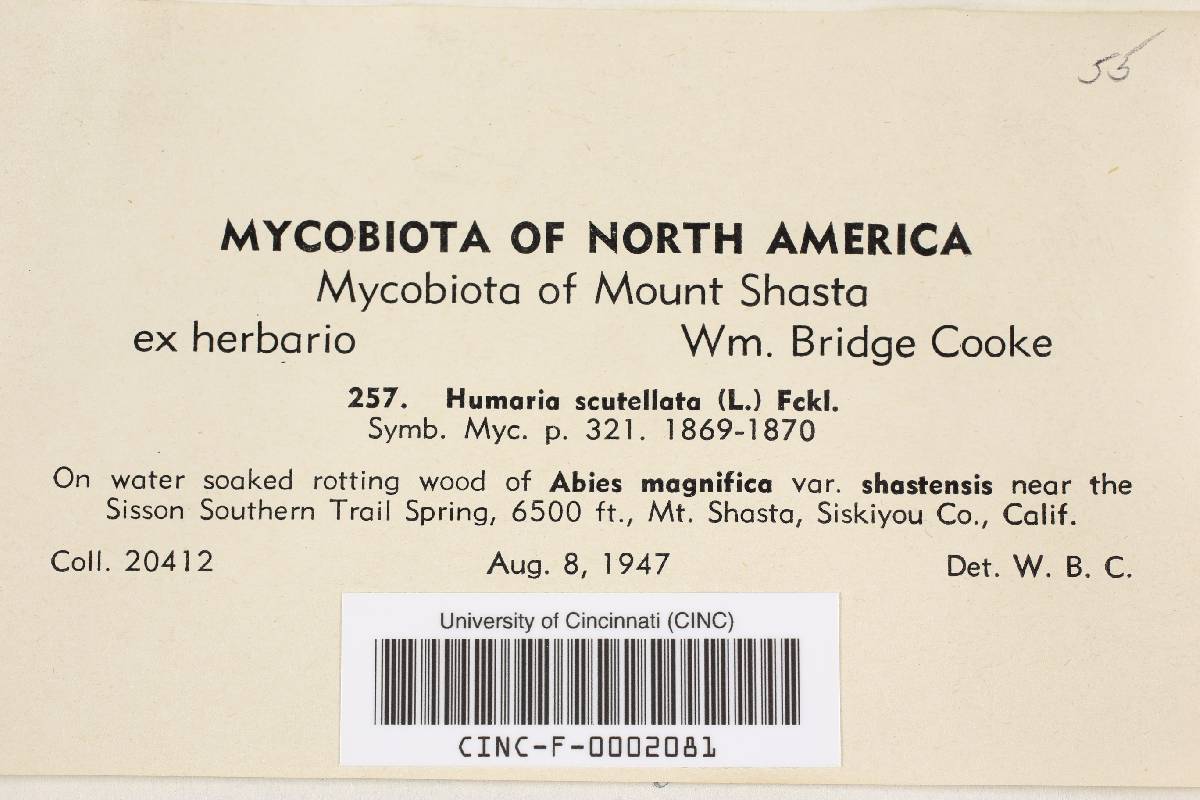 55
MYCOBIOTA OF NORTH AMERICA
Mycobiota of Mount Shasta
ex herbario Wm. Bridge Cooke
257. Humaria scutellata (L.) Fckl.
Symb. Myc. p. 321. 1869-1870
On water soaked rotting wood of Abies magnifica var. shastensis near the
Sisson Southern Trail Spring, 6500 ft., Mt. Shasta, Siskiyou Co., Calif.
Coll. 20412 Aug. 8, 1947 Det. W. B. C.
University of Cincinnati (CINC)
CINC-F-0002081